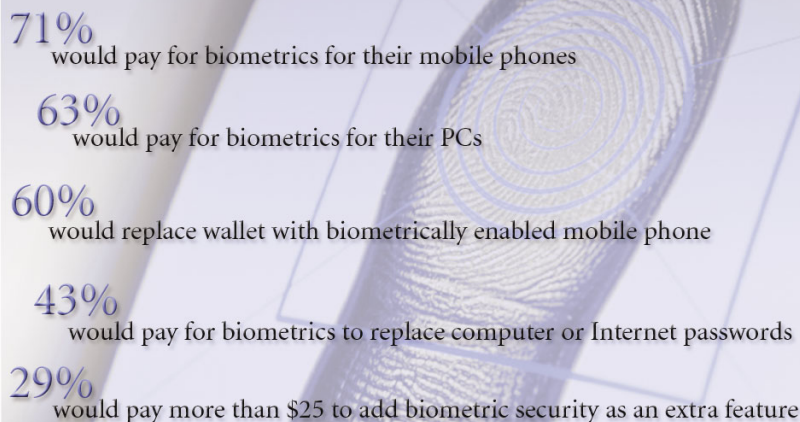 71%
would pay for biometrics for their mobile phones
63%
would pay for biometrics for their PCs
60%
would replace wallet with biometrically enabled mobile phone
43%
would pay for biometrics to replace computer or Internet passwords
29%
would pay more than $25 to add biometric security as an extra feature